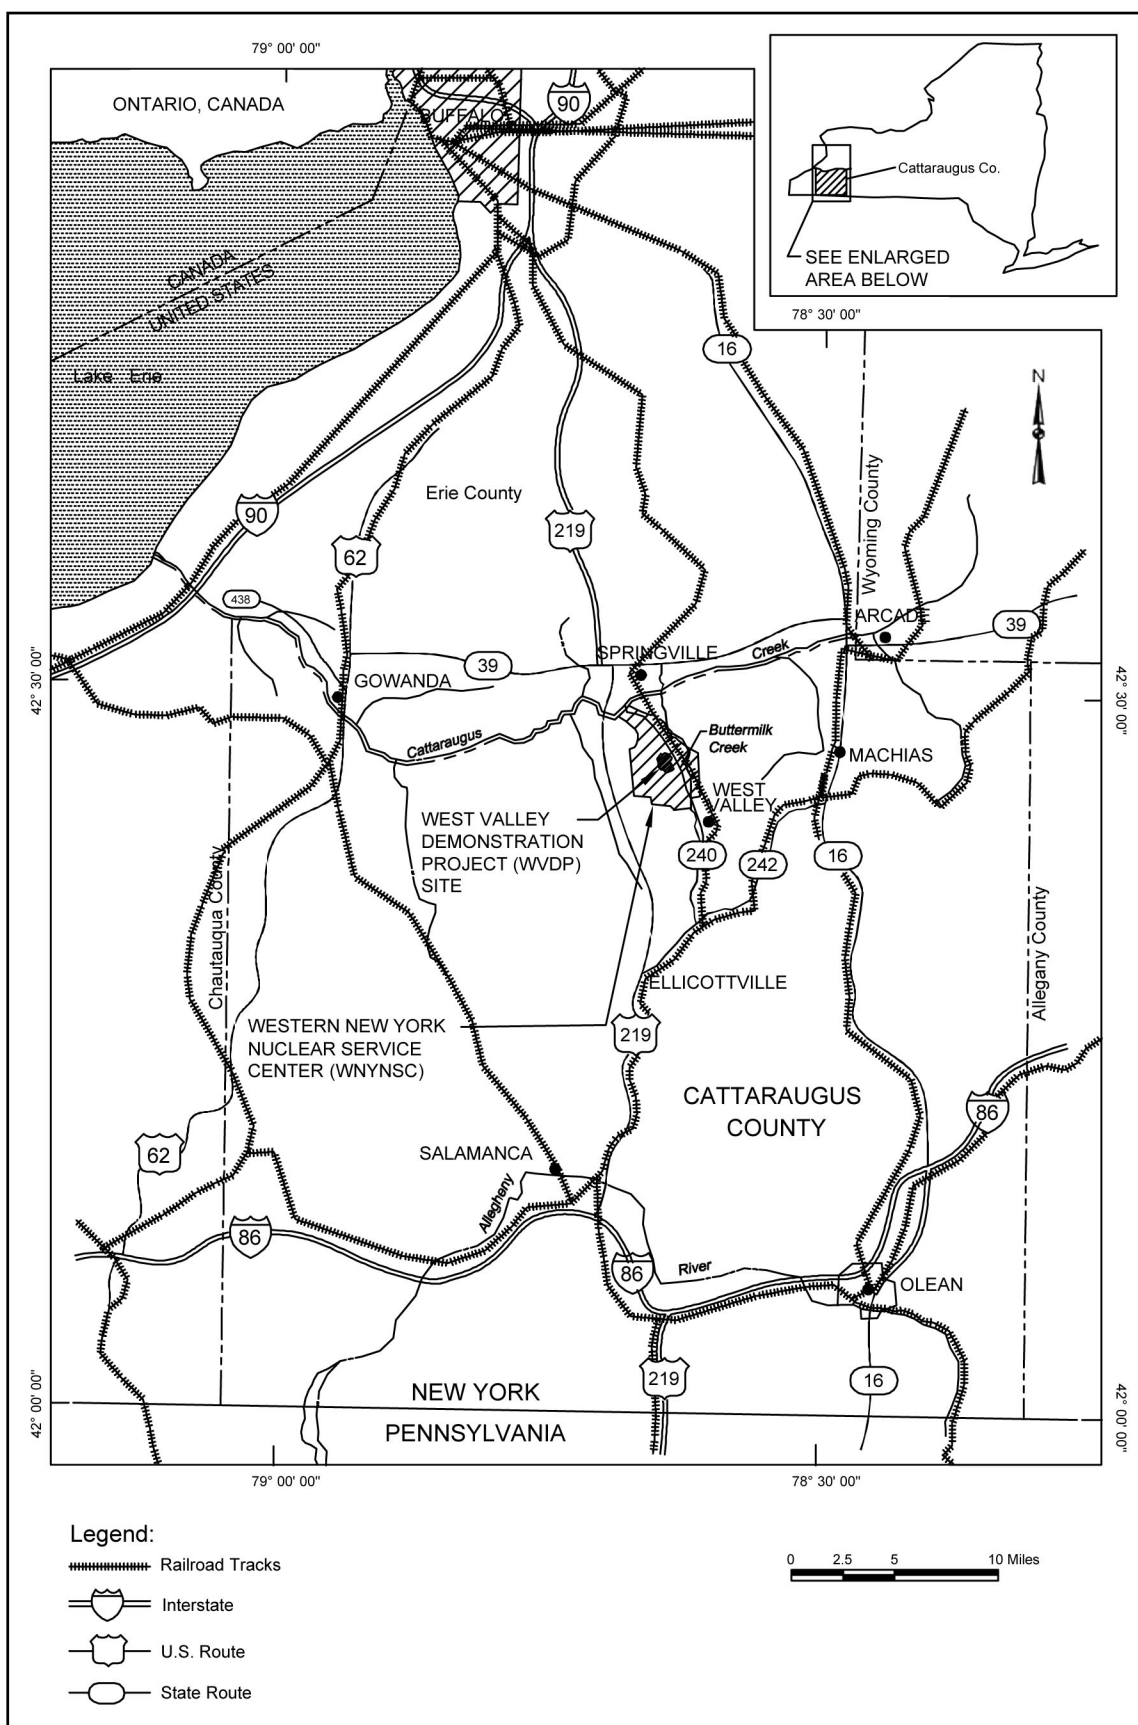 79° 00' 00"
ONTARIO, CANADA
BUFFALO
90
Cattaraugus Co.
SEE ENLARGED
AREA BELOW
CANADA
UNITED STATES
78° 30' 00"
16
Lake Erie
N
Erie County
90
219
62
Wyoming County
438
ARCADE
39
39
SPRINGVILLE
Creek
42° 30' 00"
GOWANDA
42° 30' 00"
Cattaraugus
Buttermilk
Creek
MACHIAS
WEST
VALLEY
WEST VALLEY
DEMONSTRATION
PROJECT (WVDP)
SITE
240
242
16
Chautauqua County
Allegany County
ELLICOTTVILLE
WESTERN NEW YORK
NUCLEAR SERVICE
CENTER (WNYNSC)
219
CATTARAUGUS
COUNTY
86
62
SALAMANCA
Allegheny
86
86
River
OLEAN
219
16
42° 00' 00"
NEW YORK
PENNSYLVANIA
42° 00' 00"
79° 00' 00"
78° 30' 00"
Legend:
Railroad Tracks
Interstate
U.S. Route
State Route
0 2.5 5 10 Miles